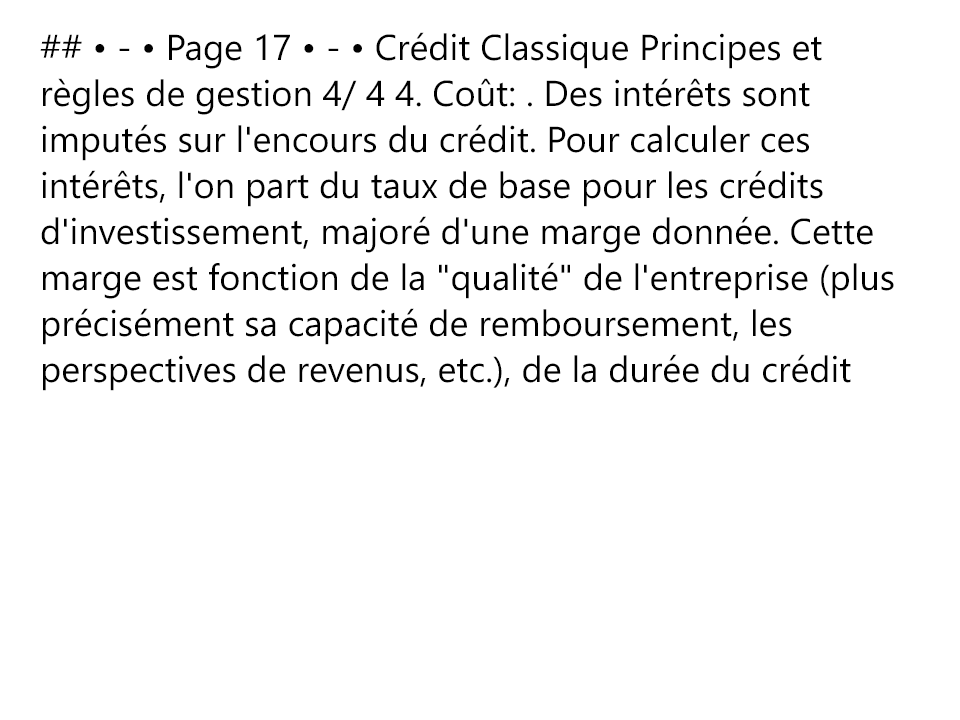 ## • - • Page 17 • - • Crédit Classique Principes et
règles de gestion 4/ 4 4. Coût: . Des intérêts sont
imputés sur l'encours du crédit. Pour calculer ces
intérêts, l'on part du taux de base pour les crédits
d'investissement, majoré d'une marge donnée. Cette
marge est fonction de la "qualité" de l'entreprise (plus
précisément sa capacité de remboursement, les
perspectives de revenus, etc.), de la durée du crédit